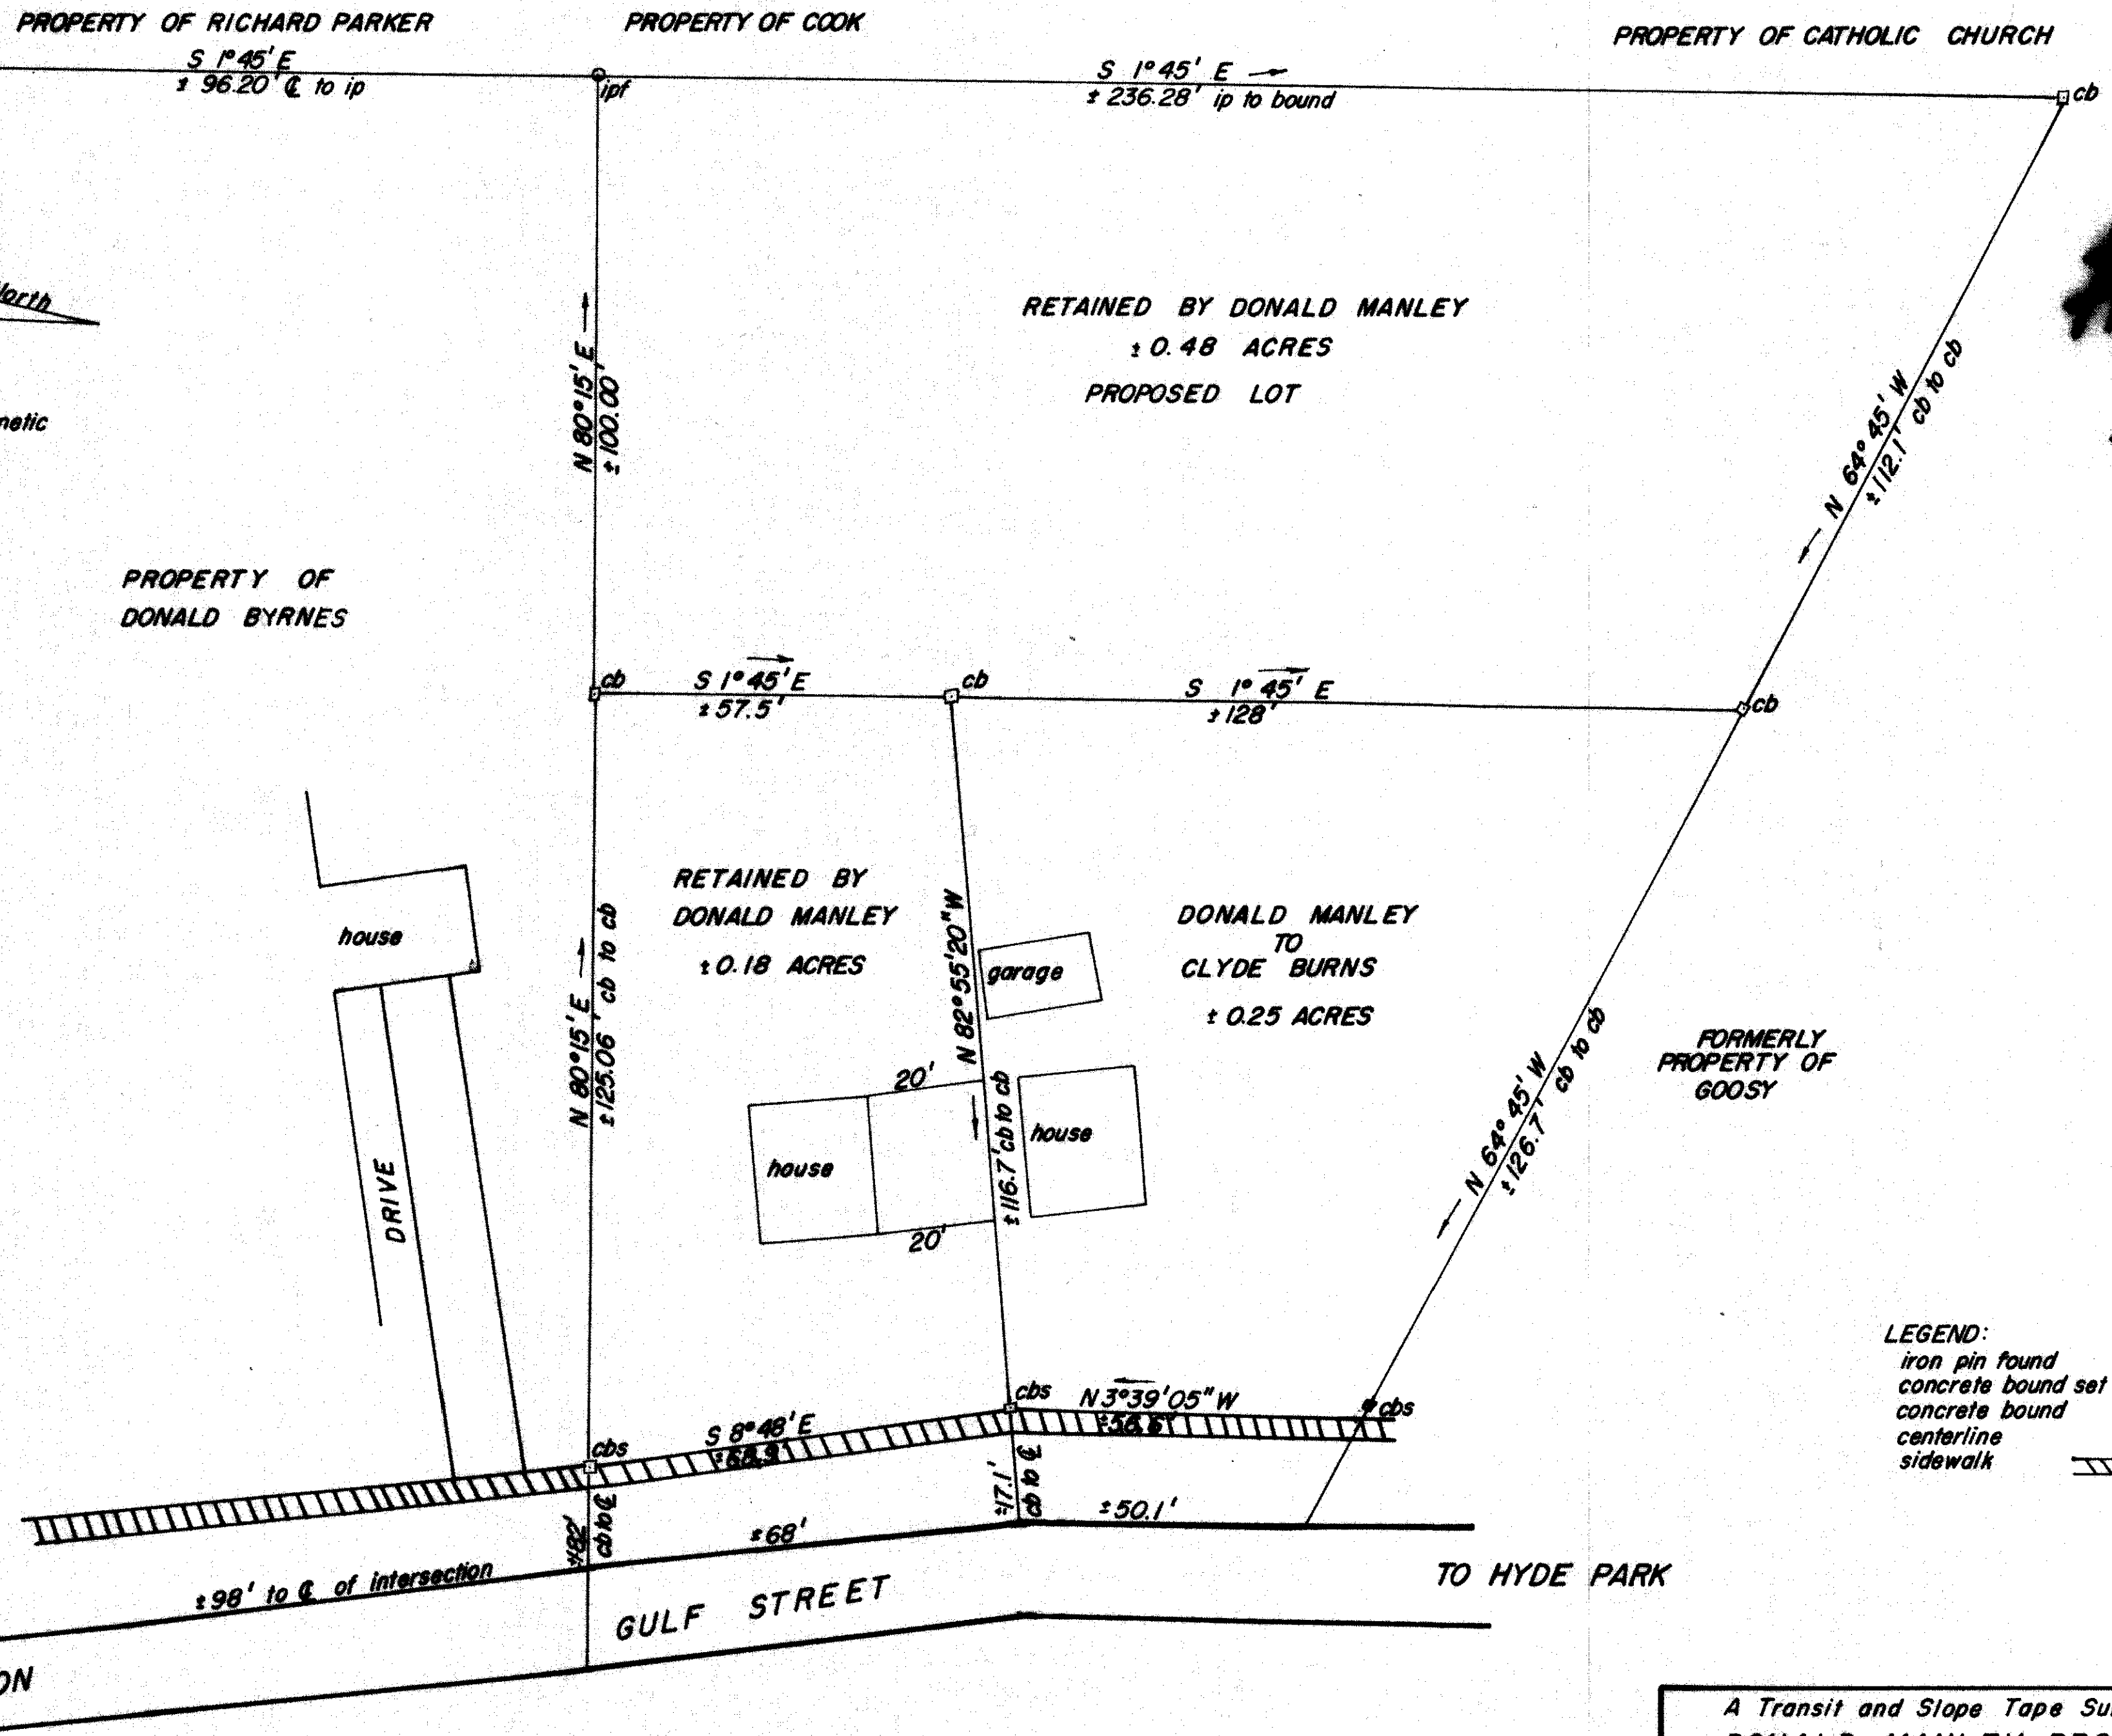 PROPERTY OF RICHARD PARKER
S 1°45' E
± 96.20' ℄ to ip
PROPERTY OF COOK
ipf
S 1°45' E
± 236.28' ip to bound
PROPERTY OF CATHOLIC CHURCH
cb
North
RETAINED BY DONALD MANLEY
± 0.48 ACRES
PROPOSED LOT
N 80°15' E
±100.00'
N 64° 45' W
±112.1' cb to cb
PROPERTY OF
DONALD BYRNES
cb
S 1°45' E
±57.5'
cb
S 1°45' E
±128'
cb
house
DRIVE
N 80°15' E
±125.06' cb to cb
RETAINED BY
DONALD MANLEY
±0.18 ACRES
N 82°55'20" W
±116.7' cb to cb
garage
DONALD MANLEY
TO
CLYDE BURNS
± 0.25 ACRES
20'
house
20'
house
N 64° 45' W
±126.7' cb to cb
FORMERLY
PROPERTY OF
GOOSY
LEGEND:
iron pin found
concrete bound set
concrete bound
centerline
sidewalk
cbs
S 8°48' E
±68.9'
cbs
N 3°39'05" W
cbs
cb to ℄
±17.1'
cb to ℄
±68'
±50.1'
±98' to ℄ of intersection
GULF STREET
TO HYDE PARK
A Transit and Slope Tape